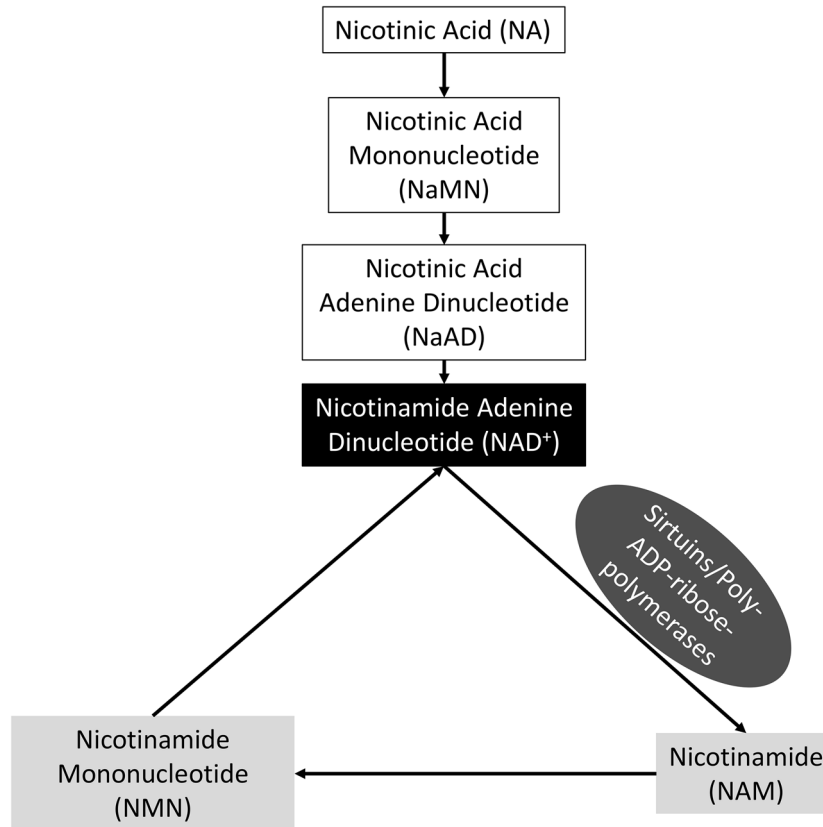 Nicotinic Acid (NA)
Nicotinic Acid
Mononucleotide
(NaMN)
Nicotinic Acid
Adenine Dinucleotide
(NaAD)
Nicotinamide Adenine
Dinucleotide (NAD⁺)
Sirtuins/Poly-
ADP-ribose-
polymerases
Nicotinamide
Mononucleotide
(NMN)
Nicotinamide
(NAM)